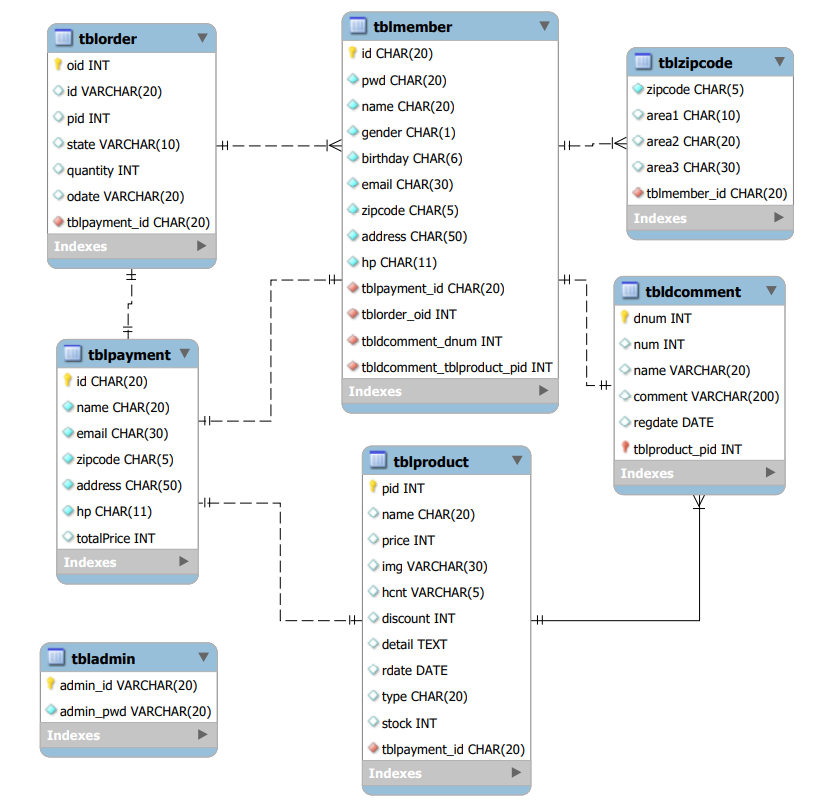 tblorder
oid INT
id VARCHAR(20)
pid INT
state VARCHAR(10)
quantity INT
odate VARCHAR(20)
tblpayment_id CHAR(20)
Indexes
tblmember
id CHAR(20)
pwd CHAR(20)
name CHAR(20)
gender CHAR(1)
birthday CHAR(6)
email CHAR(30)
zipcode CHAR(5)
address CHAR(50)
hp CHAR(11)
tblpayment_id CHAR(20)
tblorder_oid INT
tbldcomment_dnum INT
tbldcomment_tblproduct_pid INT
Indexes
tblzipcode
zipcode CHAR(5)
area1 CHAR(10)
area2 CHAR(20)
area3 CHAR(30)
tblmember_id CHAR(20)
Indexes
tbldcomment
dnum INT
num INT
name VARCHAR(20)
comment VARCHAR(200)
regdate DATE
tblproduct_pid INT
Indexes
tblpayment
id CHAR(20)
name CHAR(20)
email CHAR(30)
zipcode CHAR(5)
address CHAR(50)
hp CHAR(11)
totalPrice INT
Indexes
tblproduct
pid INT
name CHAR(20)
price INT
img VARCHAR(30)
hcnt VARCHAR(5)
discount INT
detail TEXT
rdate DATE
type CHAR(20)
stock INT
tblpayment_id CHAR(20)
Indexes
tbladmin
admin_id VARCHAR(20)
admin_pwd VARCHAR(20)
Indexes